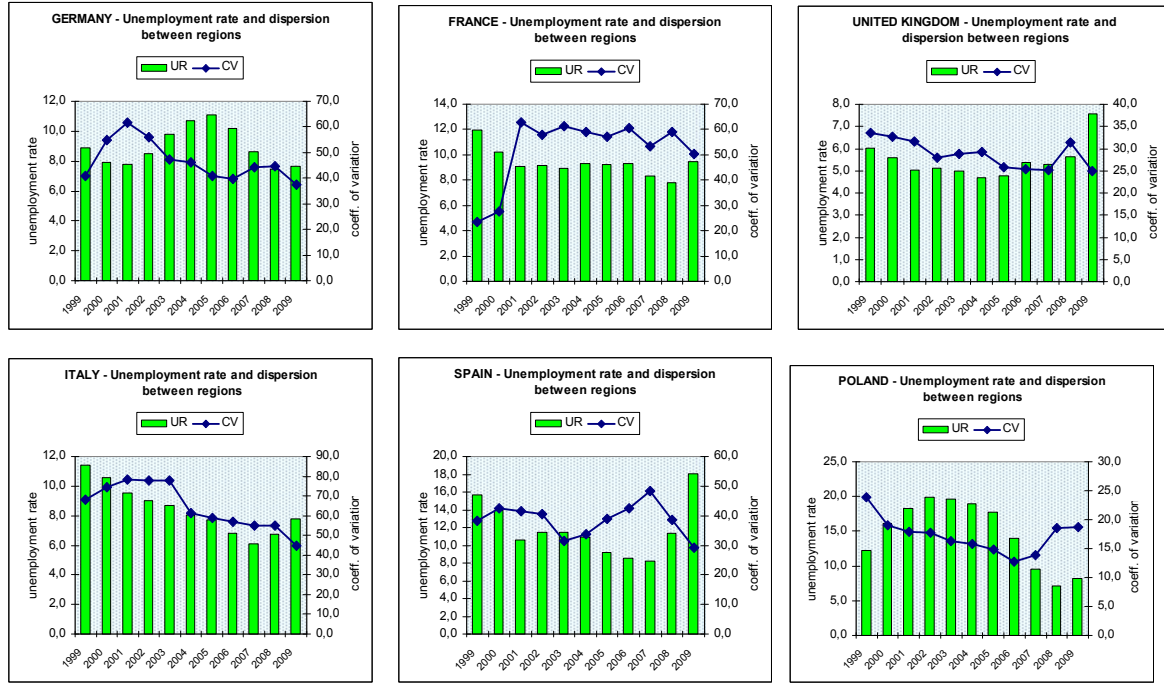 GERMANY - Unemployment rate and dispersion
between regions
UR CV
12,0
10,0
8,0
6,0
4,0
2,0
0,0
unemployment rate
70,0
60,0
50,0
40,0
30,0
20,0
10,0
0,0
coeff. of variation
1999 2000 2001 2002 2003 2004 2005 2006 2007 2008 2009
FRANCE - Unemployment rate and
dispersion between regions
UR CV
14,0
12,0
10,0
8,0
6,0
4,0
2,0
0,0
unemployment rate
70,0
60,0
50,0
40,0
30,0
20,0
10,0
0,0
coeff. of variation
1999 2000 2001 2002 2003 2004 2005 2006 2007 2008 2009
UNITED KINGDOM - Unemployment rate and
dispersion between regions
UR CV
8,0
7,0
6,0
5,0
4,0
3,0
2,0
1,0
0,0
unemployment rate
40,0
35,0
30,0
25,0
20,0
15,0
10,0
5,0
0,0
coeff. of variation
1999 2000 2001 2002 2003 2004 2005 2006 2007 2008 2009
ITALY - Unemployment rate and dispersion
between regions
UR CV
12,0
10,0
8,0
6,0
4,0
2,0
0,0
unemployment rate
90,0
80,0
70,0
60,0
50,0
40,0
30,0
20,0
10,0
0,0
coeff. of variation
1999 2000 2001 2002 2003 2004 2005 2006 2007 2008 2009
SPAIN - Unemployment rate and dispersion
between regions
UR CV
20,0
18,0
16,0
14,0
12,0
10,0
8,0
6,0
4,0
2,0
0,0
unemployment rate
60,0
50,0
40,0
30,0
20,0
10,0
0,0
coeff. of variation
1999 2000 2001 2002 2003 2004 2005 2006 2007 2008 2009
POLAND - Unemployment rate and dispersion
between regions
UR CV
25,0
20,0
15,0
10,0
5,0
0,0
unemployment rate
30,0
25,0
20,0
15,0
10,0
5,0
0,0
coeff. of variation
1999 2000 2001 2002 2003 2004 2005 2006 2007 2008 2009